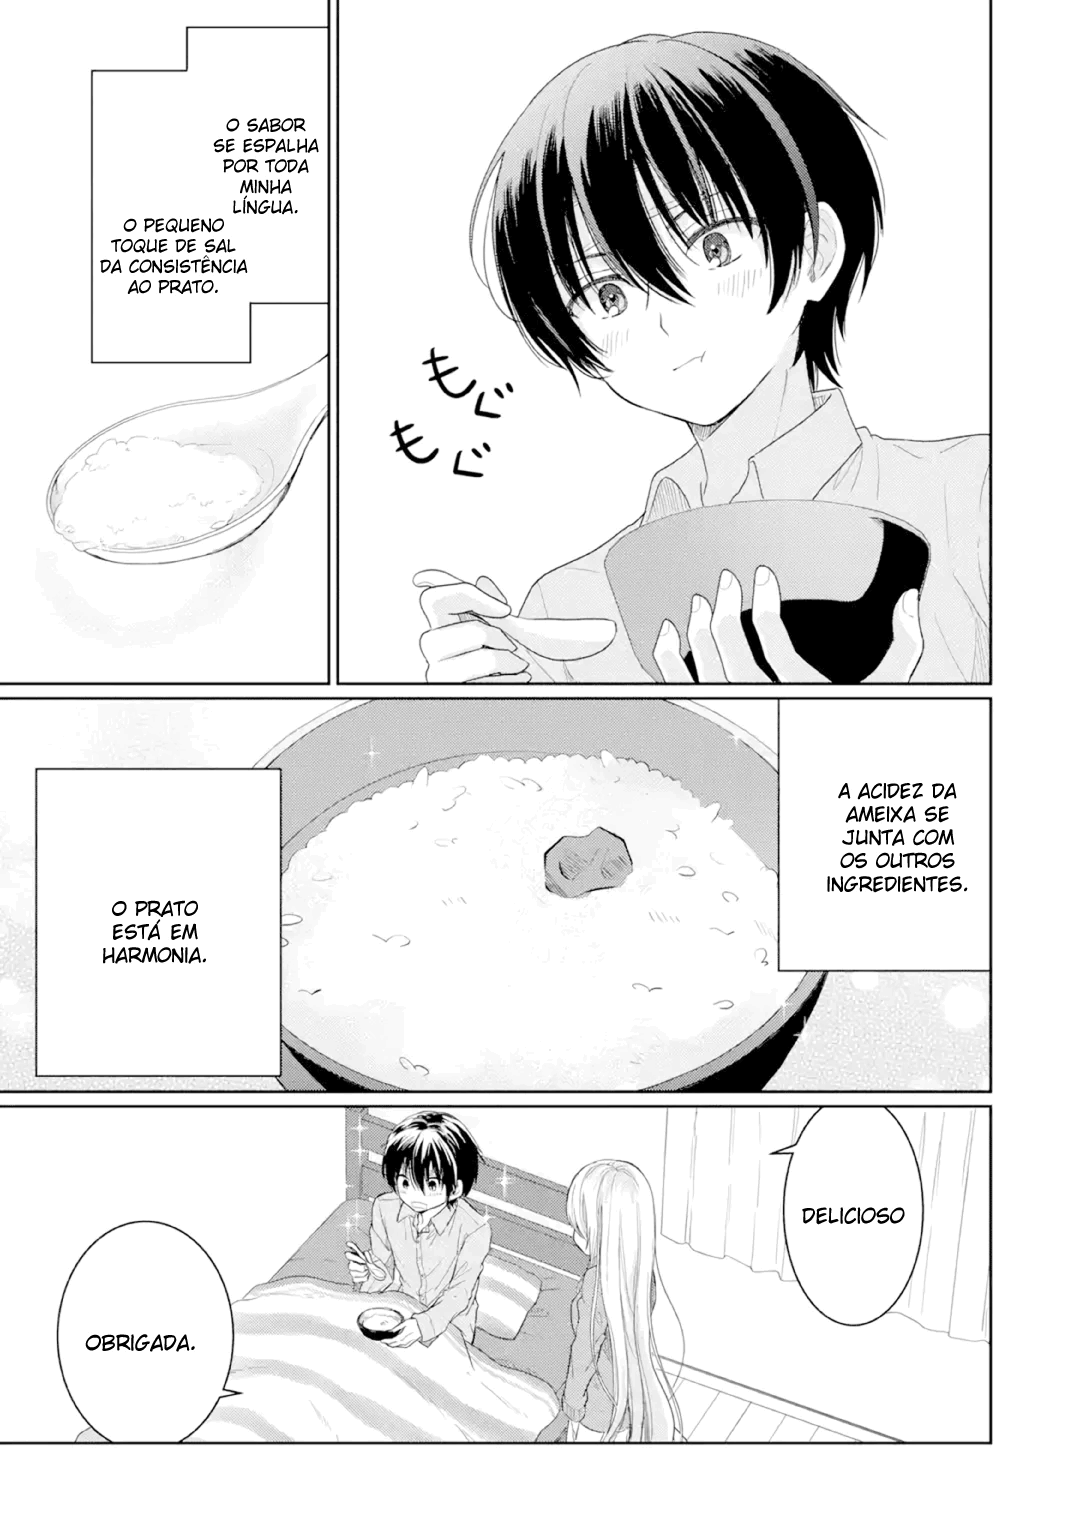 もぐ
もぐ
O SABOR
SE ESPALHA
POR TODA
MINHA
LÍNGUA.
O PEQUENO
TOQUE DE SAL
DA CONSISTÊNCIA
AO PRATO.
A ACIDEZ DA
AMEIXA SE
JUNTA COM
OS OUTROS
INGREDIENTES.
O PRATO
ESTÁ EM
HARMONIA.
DELICIOSO
OBRIGADA.